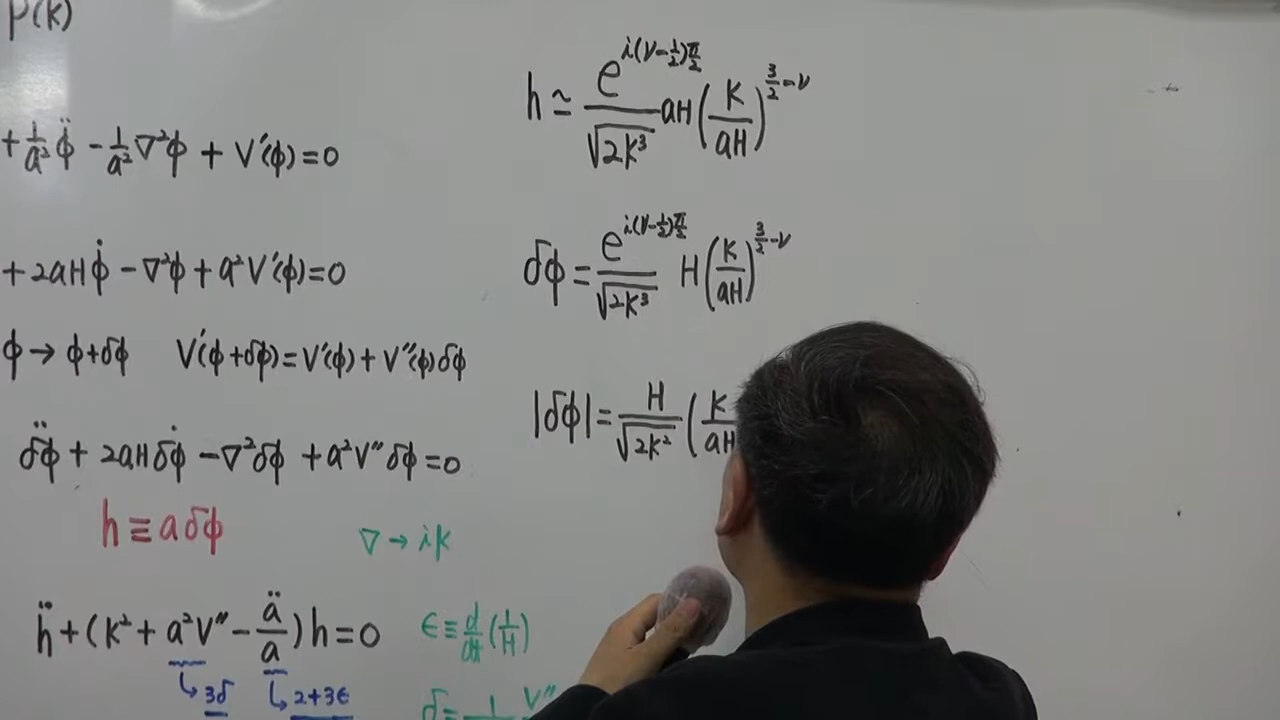 P(k)
+ 1/a² φ̈ − 1/a² ∇²φ + V′(φ) = 0
+ 2aHφ̇ − ∇²φ + a²V′(φ) = 0
φ → φ+δφ V′(φ+δφ) = V′(φ) + V″(φ)δφ
δφ̈ + 2aHδφ̇ − ∇²δφ + a²V″δφ = 0
h ≡ aδφ ∇ → ik
ḧ + (k² + a²V″ − ä/a)h = 0
↳ 3δ ↳ 2+3ε
ε ≡ d/dt (1/H)
δ = 1 V″
h ≃ e^{i(ν−1/2)π/2}/√(2k³) aH (k/aH)^{3/2−ν}
δφ = e^{i(ν−1/2)π/2}/√(2k³) H (k/aH)^{3/2−ν}
|δφ| = H/√(2k²) (k/aH